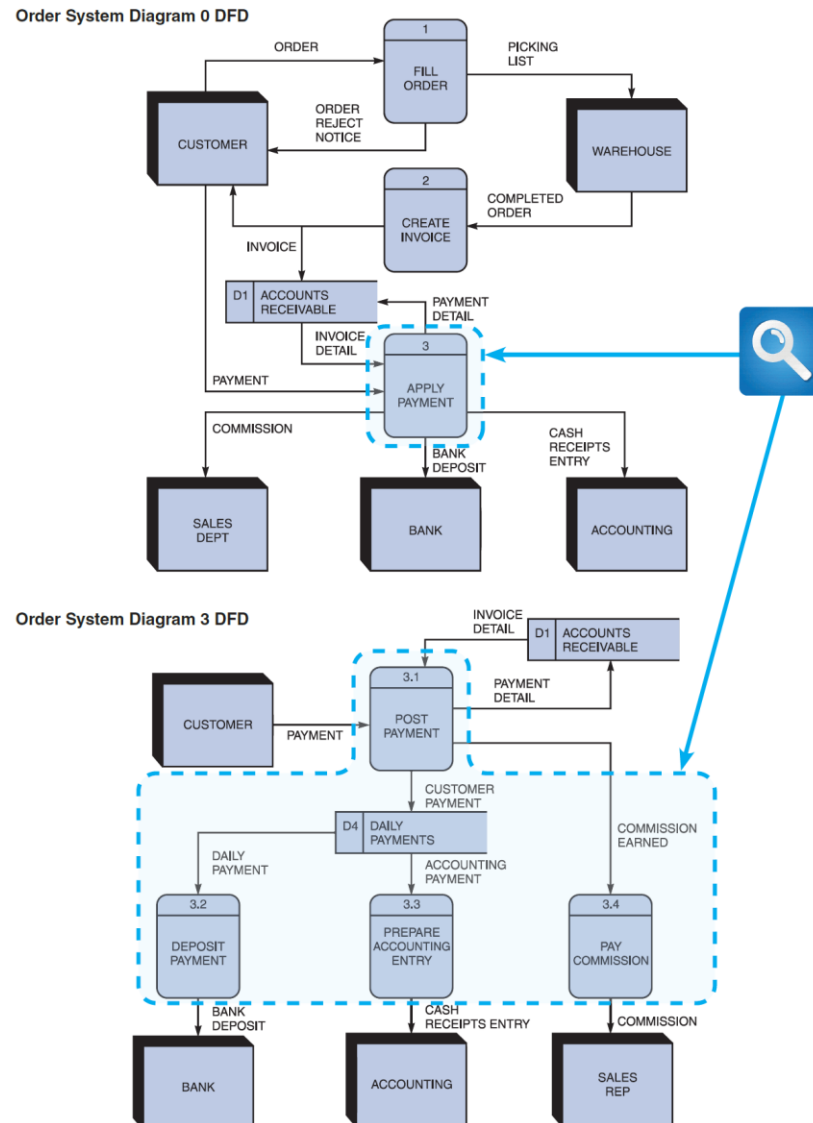 Order System Diagram 0 DFD
1
FILL
ORDER
ORDER
PICKING
LIST
ORDER
REJECT
NOTICE
CUSTOMER
WAREHOUSE
2
CREATE
INVOICE
COMPLETED
ORDER
INVOICE
D1
ACCOUNTS
RECEIVABLE
PAYMENT
DETAIL
INVOICE
DETAIL
3
APPLY
PAYMENT
PAYMENT
COMMISSION
BANK
DEPOSIT
CASH
RECEIPTS
ENTRY
SALES
DEPT
BANK
ACCOUNTING
Order System Diagram 3 DFD
INVOICE
DETAIL
D1
ACCOUNTS
RECEIVABLE
3.1
POST
PAYMENT
PAYMENT
DETAIL
CUSTOMER
PAYMENT
CUSTOMER
PAYMENT
D4
DAILY
PAYMENTS
COMMISSION
EARNED
DAILY
PAYMENT
ACCOUNTING
PAYMENT
3.2
DEPOSIT
PAYMENT
3.3
PREPARE
ACCOUNTING
ENTRY
3.4
PAY
COMMISSION
BANK
DEPOSIT
CASH
RECEIPTS ENTRY
COMMISSION
BANK
ACCOUNTING
SALES
REP